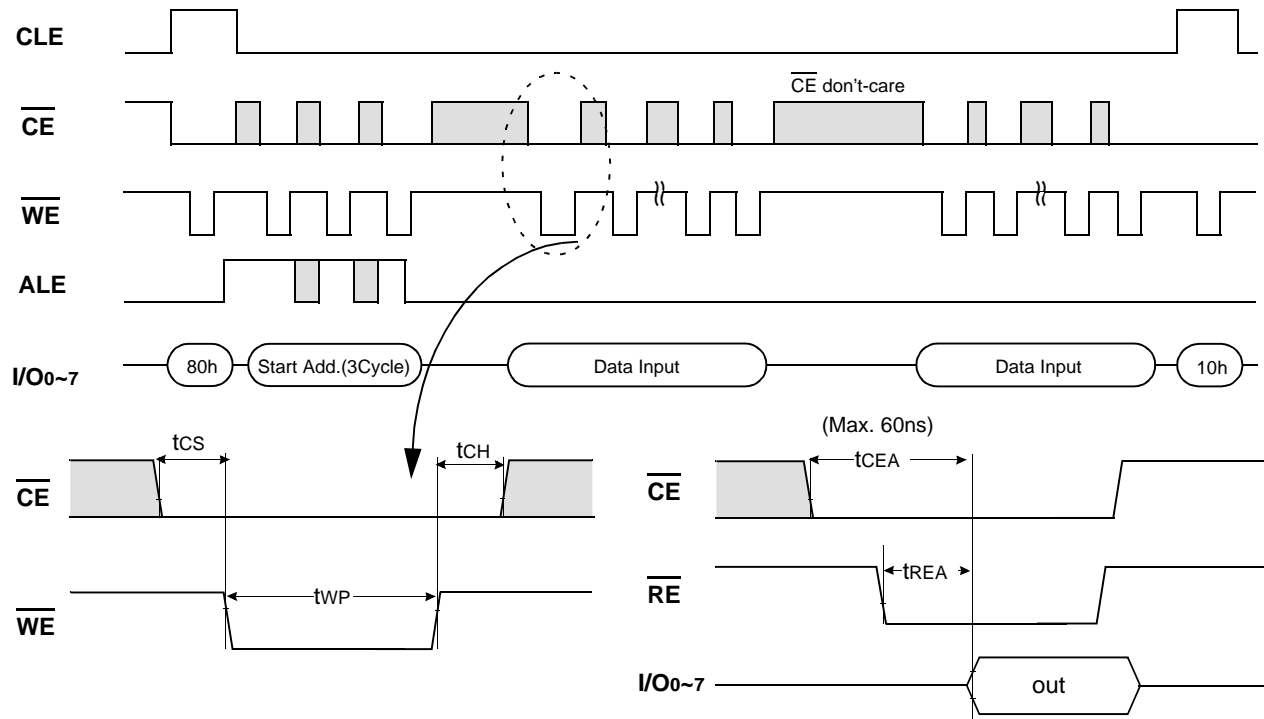 CLE
CE don't-care
CE
WE
ALE
I/O0~7 80h Start Add.(3Cycle) Data Input Data Input 10h
tCS tCH
CE
tWP
WE
(Max. 60ns)
tCEA
CE
tREA
RE
I/O0~7 out